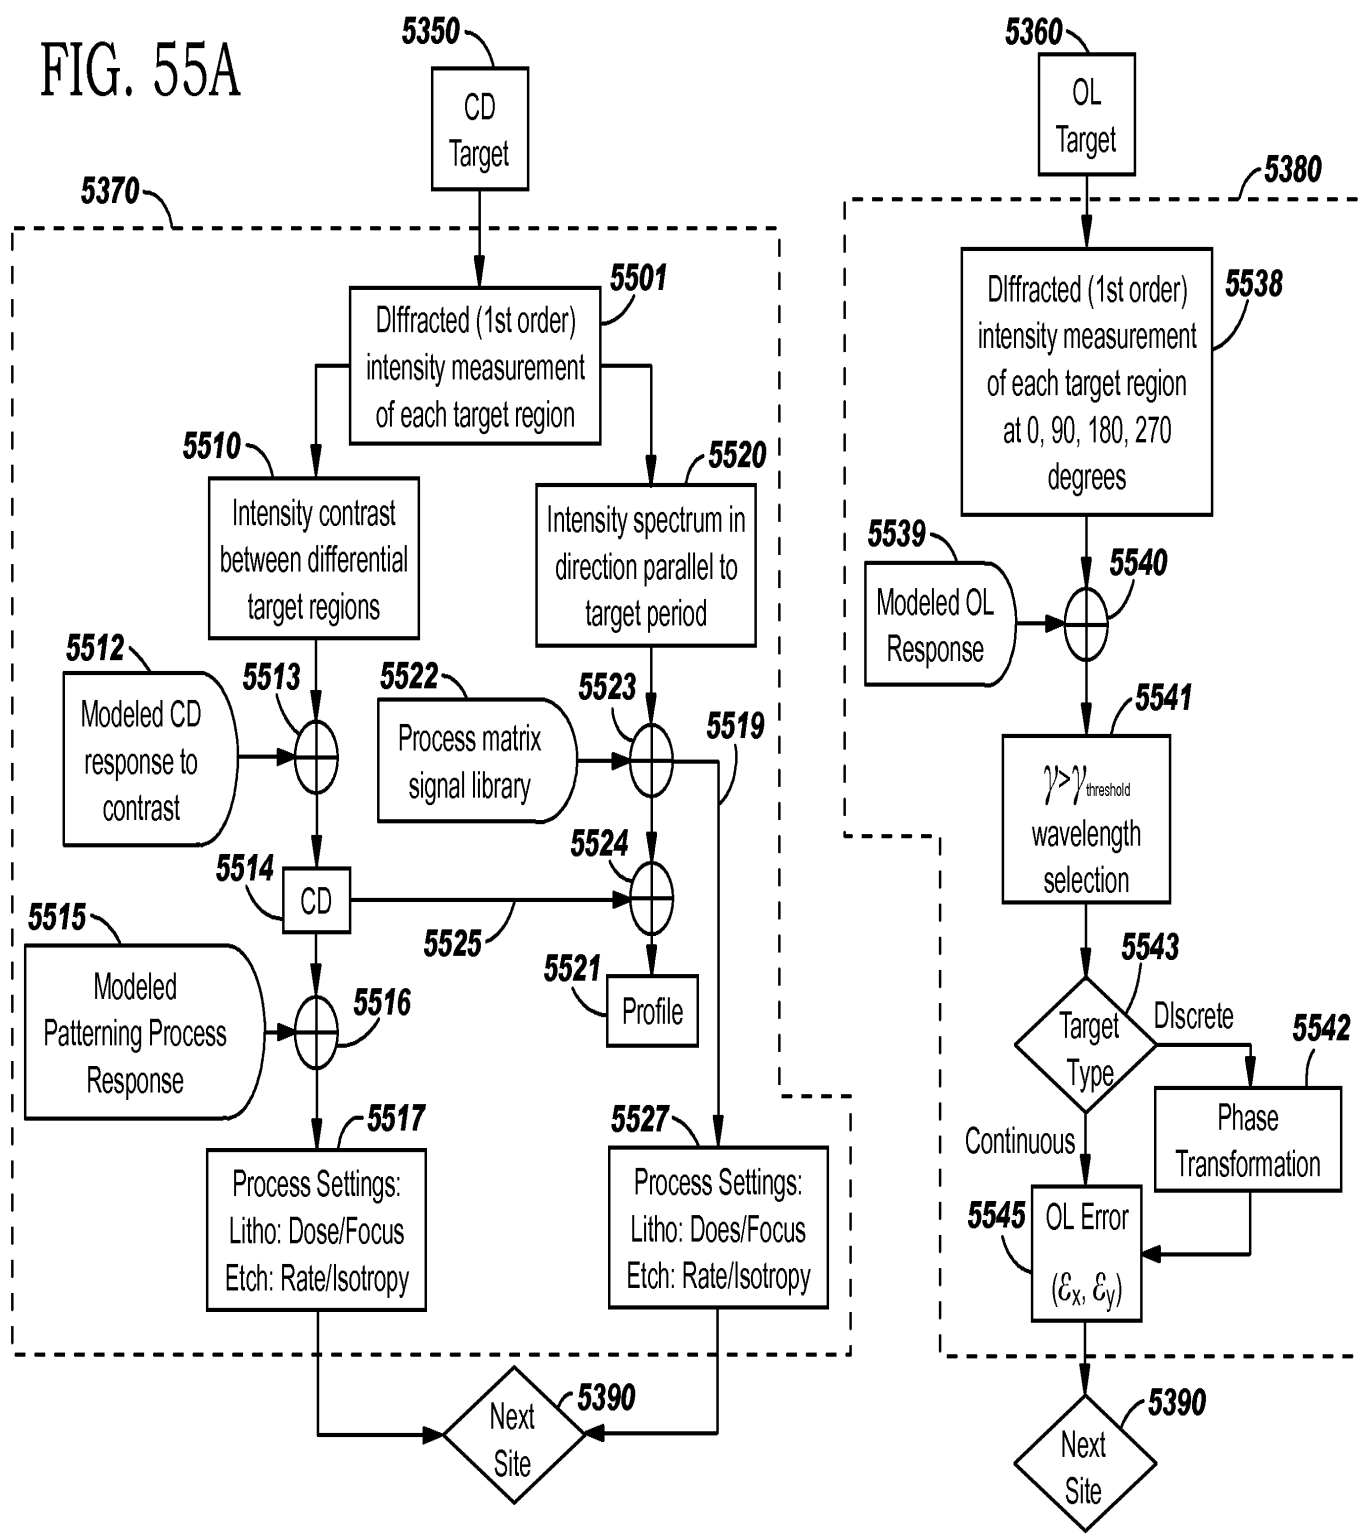 FIG. 55A
5350
CD
Target
5370
5501
DIffracted (1st order)
intensity measurement
of each target region
5510
Intensity contrast
between differential
target regions
5520
Intensity spectrum in
direction parallel to
target period
5512
Modeled CD
response to
contrast
5513
5522
Process matrix
signal library
5523
5519
5514
CD
5524
5525
5515
Modeled
Patterning Process
Response
5516
5521
Profile
5517
Process Settings:
Litho: Dose/Focus
Etch: Rate/Isotropy
5527
Process Settings:
Litho: Does/Focus
Etch: Rate/Isotropy
5390
Next
Site
5360
OL
Target
5380
5538
DIffracted (1st order)
intensity measurement
of each target region
at 0, 90, 180, 270
degrees
5539
Modeled OL
Response
5540
5541
γ>γthreshold
wavelength
selection
5543
Target
Type
DIscrete
5542
Phase
Transformation
Continuous
5545
OL Error
(εx, εy)
5390
Next
Site